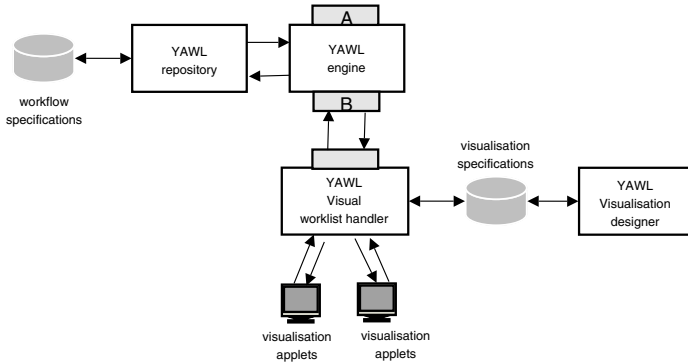 A
YAWL
repository
YAWL
engine
workflow
specifications
B
visualisation
specifications
YAWL
Visual
worklist handler
YAWL
Visualisation
designer
visualisation
applets
visualisation
applets